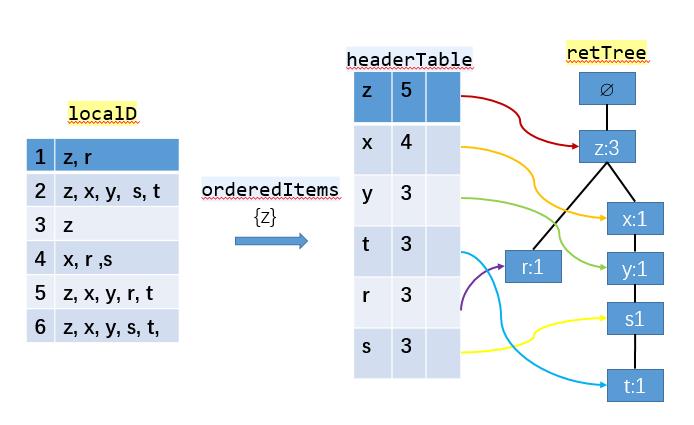 localD
1 z, r
2 z, x, y, s, t
3 z
4 x, r ,s
5 z, x, y, r, t
6 z, x, y, s, t,
orderedItems
{z}
headerTable
z 5
x 4
y 3
t 3
r 3
s 3
retTree
∅
z:3
x:1
r:1
y:1
s1
t:1